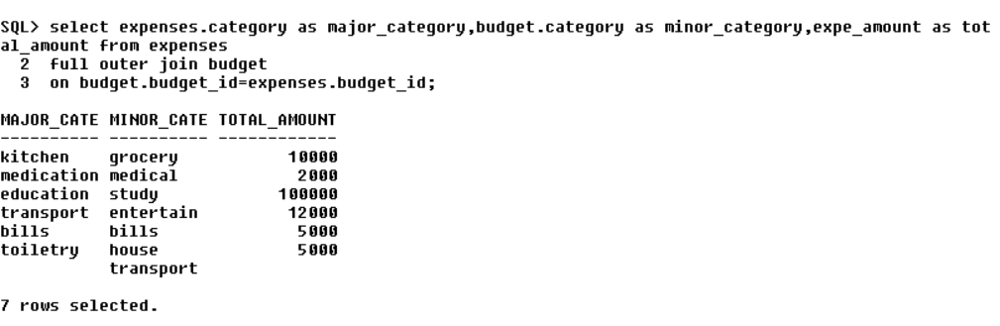 SQL> select expenses.category as major_category,budget.category as minor_category,expe_amount as tot
al_amount from expenses
  2  full outer join budget
  3  on budget.budget_id=expenses.budget_id;
MAJOR_CATE MINOR_CATE TOTAL_AMOUNT
---------- ---------- ------------
kitchen    grocery           10000
medication medical            2000
education  study            100000
transport  entertain         12000
bills      bills              5000
toiletry   house              5000
           transport
7 rows selected.